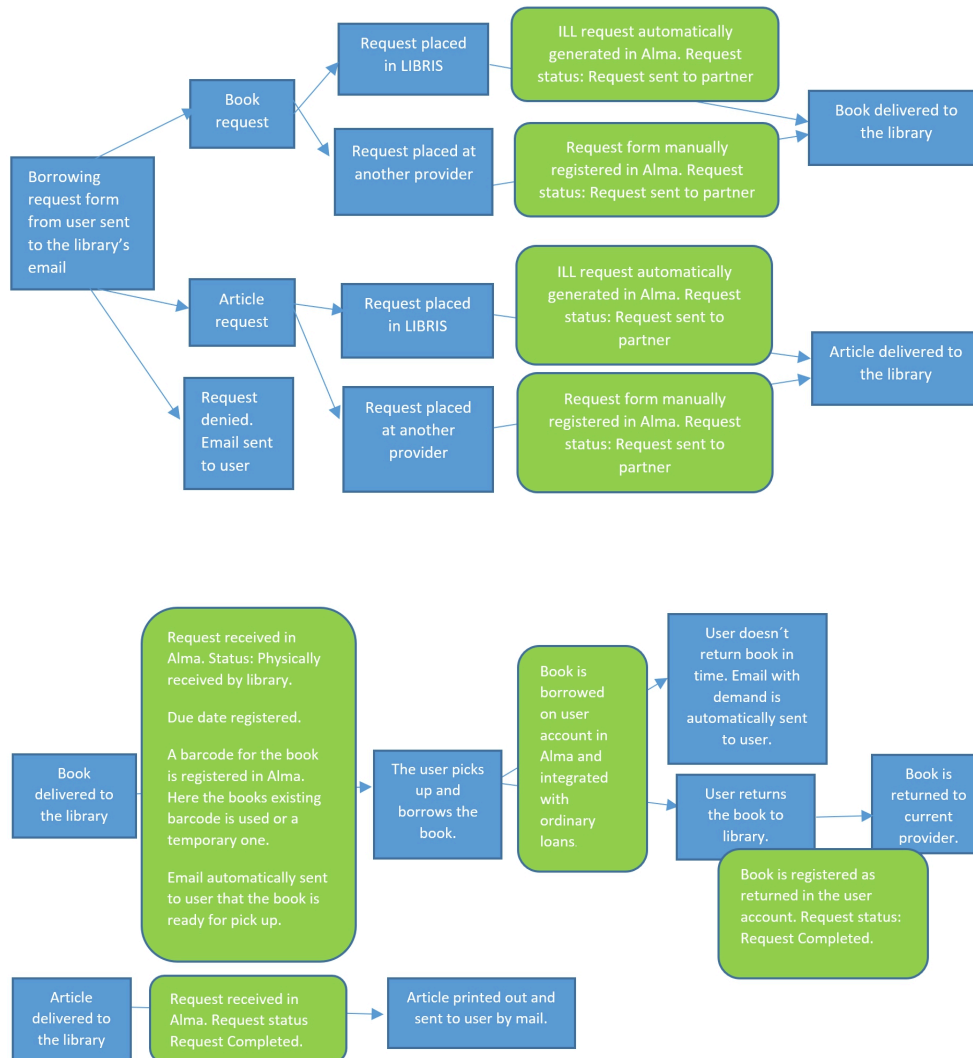 Request placed
in LIBRIS
ILL request automatically
generated in Alma. Request
status: Request sent to partner
Book
request
Book delivered to
the library
Request placed at
another provider
Request form manually
registered in Alma. Request
status: Request sent to partner
Borrowing
request form
from user sent
to the library's
email
Article
request
Request placed
in LIBRIS
ILL request automatically
generated in Alma. Request
status: Request sent to
partner
Article delivered to
the library
Request
denied.
Email sent
to user
Request placed
at another
provider
Request form manually
registered in Alma. Request
status: Request sent to
partner
Book
delivered to
the library
Request received in
Alma. Status: Physically
received by library.
Due date registered.
A barcode for the book
is registered in Alma.
Here the books existing
barcode is used or a
temporary one.
Email automatically sent
to user that the book is
ready for pick up.
The user picks
up and
borrows the
book.
Book is
borrowed
on user
account in
Alma and
integrated
with
ordinary
loans.
User doesn´t
return book in
time. Email with
demand is
automatically sent
to user.
User returns
the book to
library.
Book is
returned to
current
provider.
Book is registered as
returned in the user
account. Request status:
Request Completed.
Article
delivered to
the library
Request received in
Alma. Request status
Request Completed.
Article printed out and
sent to user by mail.